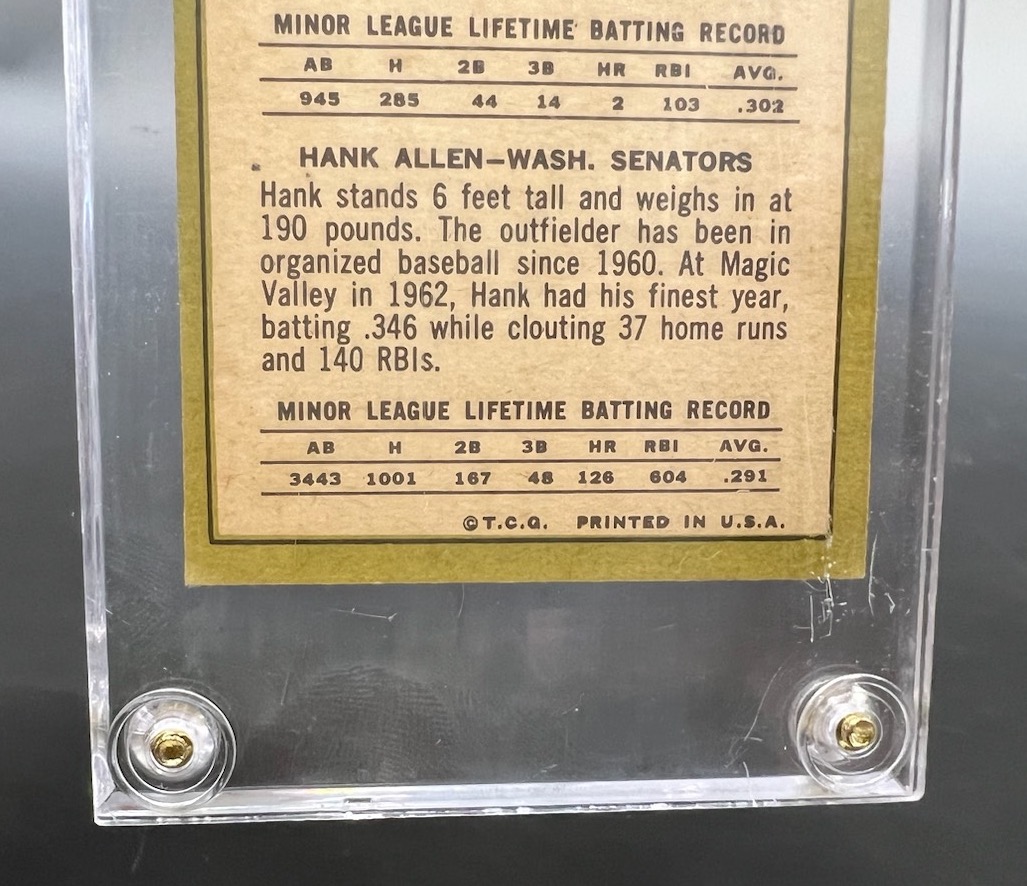 MINOR LEAGUE LIFETIME BATTING RECORD
AB H 2B 3B HR RBI AVG.
945 285 44 14 2 103 .302
HANK ALLEN—WASH. SENATORS
Hank stands 6 feet tall and weighs in at
190 pounds. The outfielder has been in
organized baseball since 1960. At Magic
Valley in 1962, Hank had his finest year,
batting .346 while clouting 37 home runs
and 140 RBIs.
MINOR LEAGUE LIFETIME BATTING RECORD
AB H 2B 3B HR RBI AVG.
3443 1001 167 48 126 604 .291
©T.C.G. PRINTED IN U.S.A.